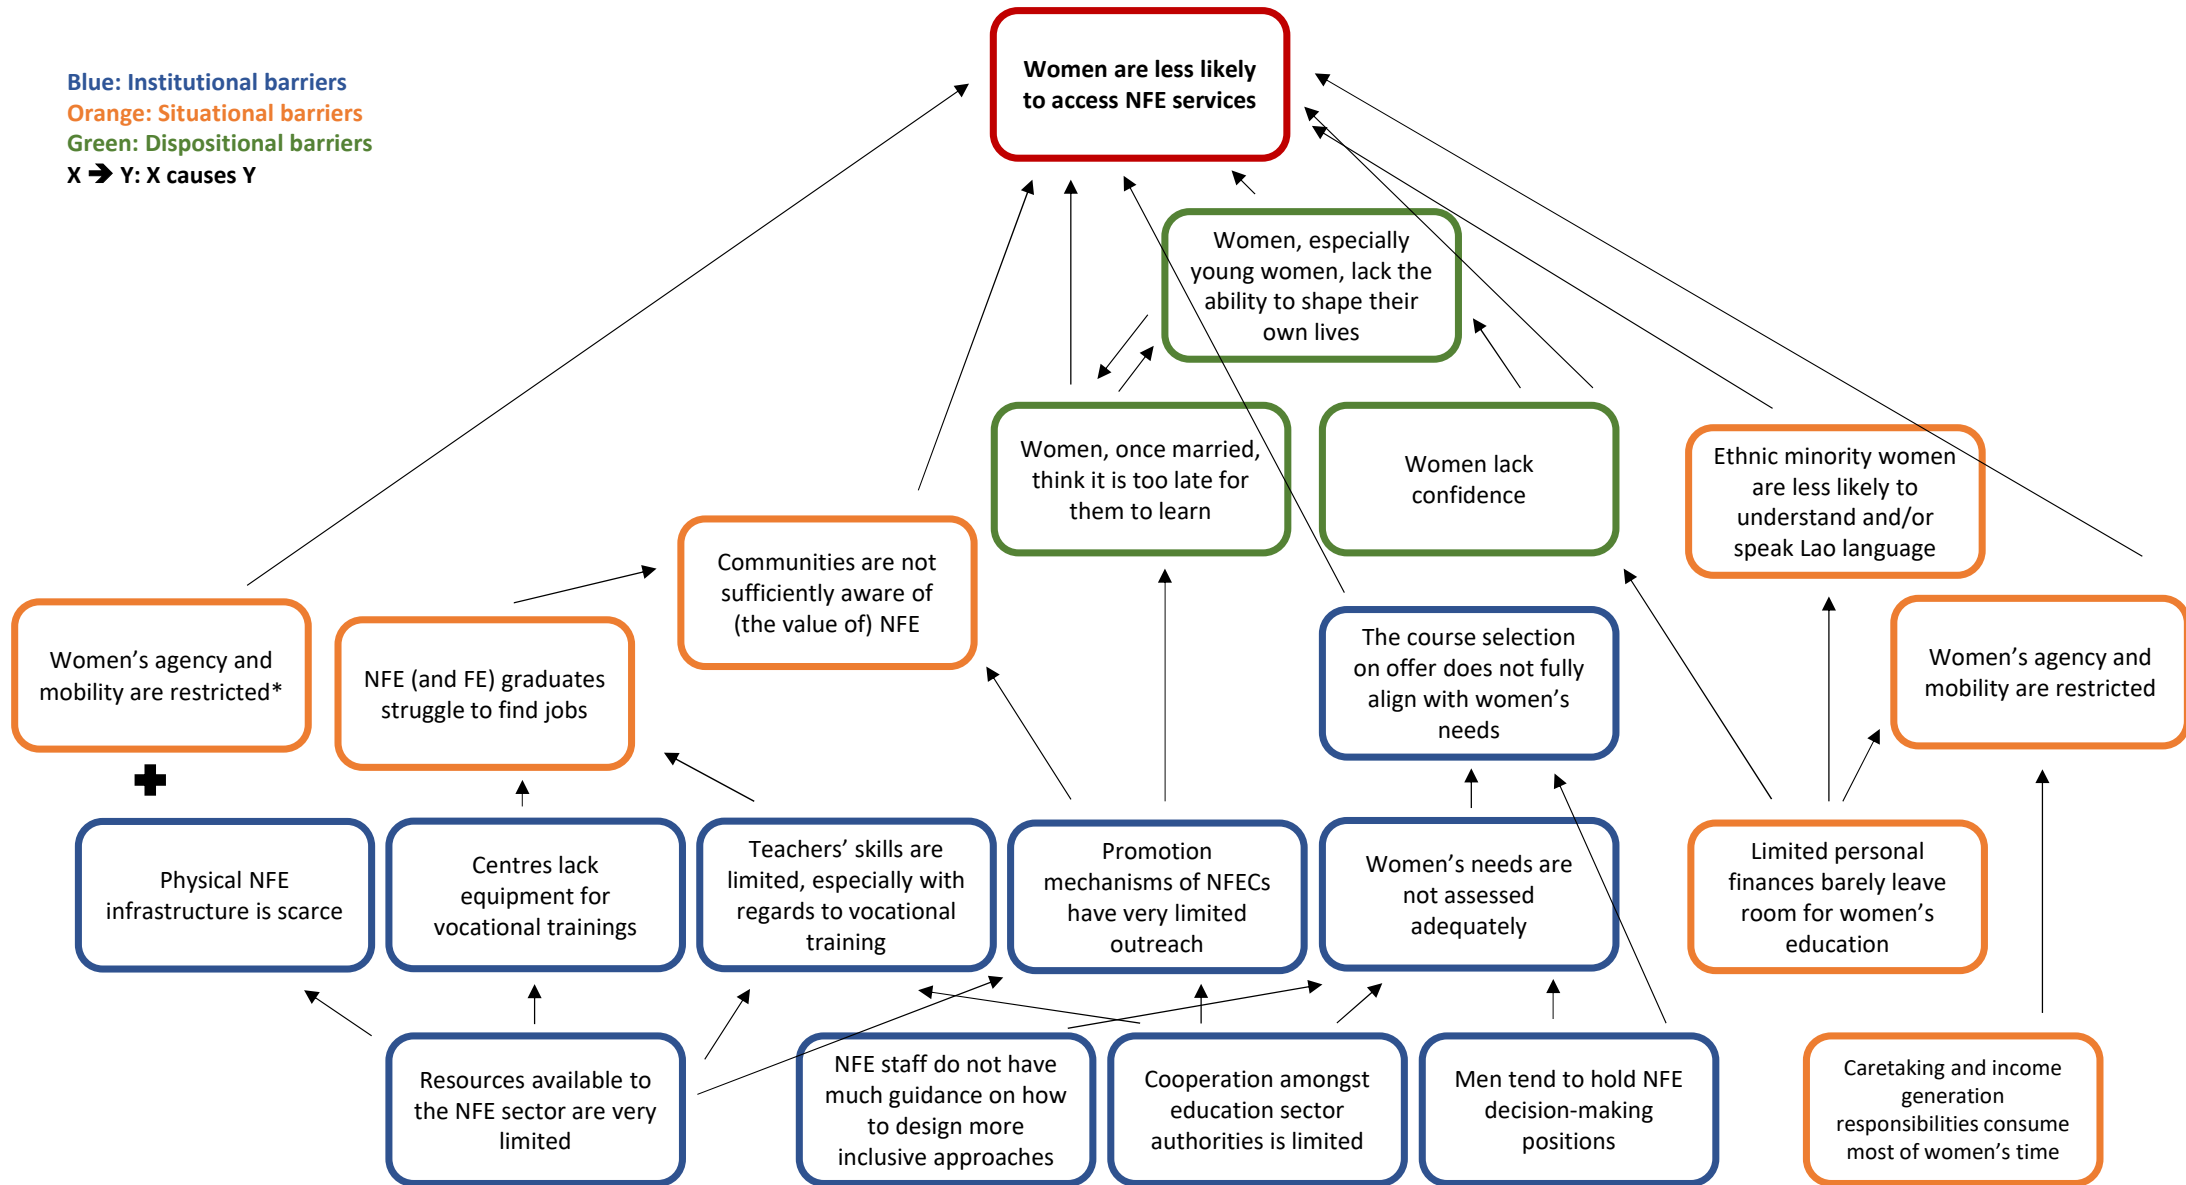 Blue: Institutional barriers
Orange: Situational barriers
Green: Dispositional barriers
X ➔ Y: X causes Y
Women are less likely
to access NFE services
Women, especially
young women, lack the
ability to shape their
own lives
Women, once married,
think it is too late for
them to learn
Women lack
confidence
Ethnic minority women
are less likely to
understand and/or
speak Lao language
Communities are not
sufficiently aware of
(the value of) NFE
Women’s agency and
mobility are restricted*
NFE (and FE) graduates
struggle to find jobs
The course selection
on offer does not fully
align with women’s
needs
Women’s agency and
mobility are restricted
Physical NFE
infrastructure is scarce
Centres lack
equipment for
vocational trainings
Teachers’ skills are
limited, especially with
regards to vocational
training
Promotion
mechanisms of NFECs
have very limited
outreach
Women’s needs are
not assessed
adequately
Limited personal
finances barely leave
room for women’s
education
Resources available to
the NFE sector are very
limited
NFE staff do not have
much guidance on how
to design more
inclusive approaches
Cooperation amongst
education sector
authorities is limited
Men tend to hold NFE
decision-making
positions
Caretaking and income
generation
responsibilities consume
most of women’s time